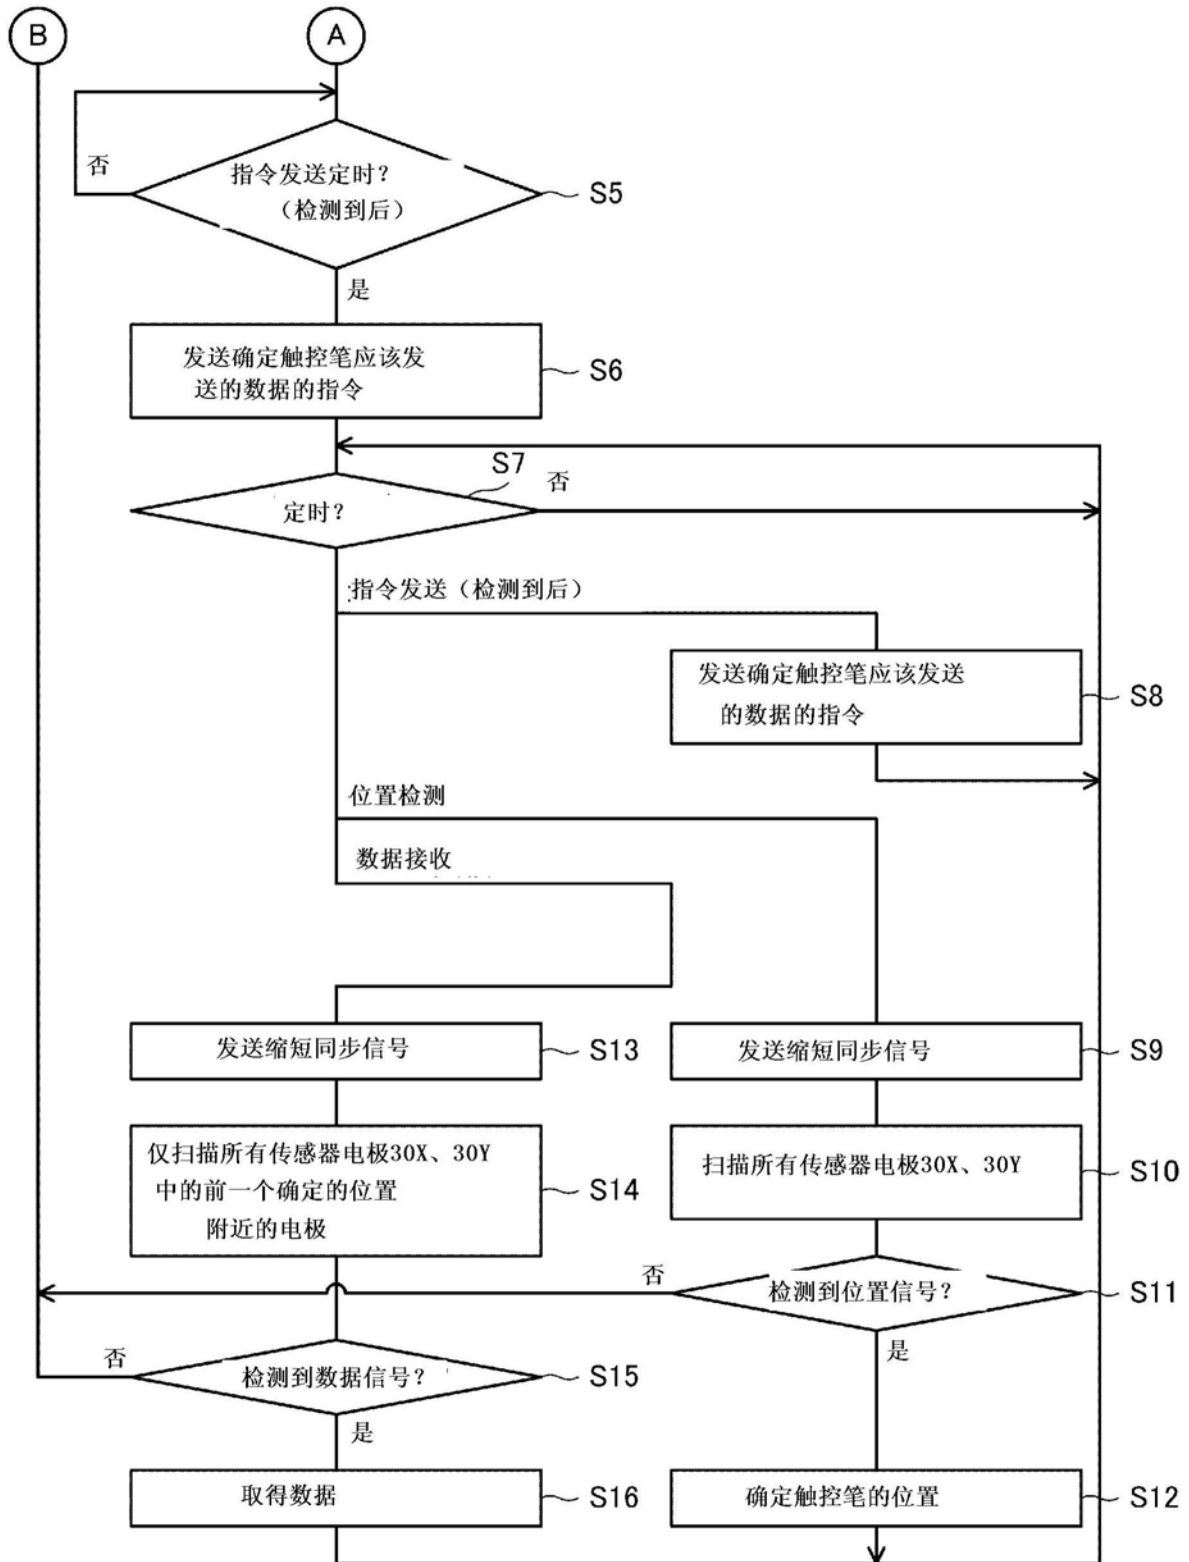 B
A
否
指令发送定时?
(检测到后)
S5
是
发送确定触控笔应该发
送的数据的指令
S6
S7
否
定时?
指令发送(检测到后)
发送确定触控笔应该发送
的数据的指令
S8
位置检测
数据接收
发送缩短同步信号
S13
发送缩短同步信号
S9
仅扫描所有传感器电极30X、30Y
中的前一个确定的位置
附近的电极
S14
扫描所有传感器电极30X、30Y
S10
否
检测到位置信号?
S11
是
否
检测到数据信号?
S15
是
取得数据
S16
确定触控笔的位置
S12